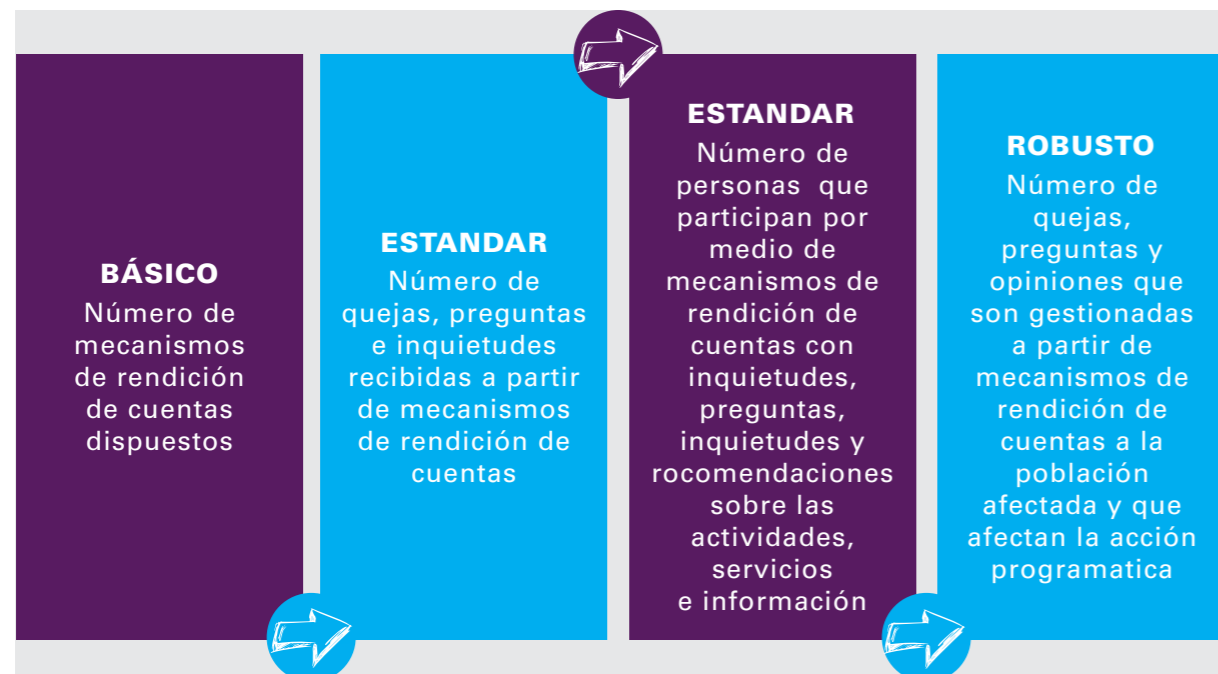 BÁSICO
Número de
mecanismos
de rendición
de cuentas
dispuestos
ESTANDAR
Número de
quejas, preguntas
e inquietudes
recibidas a partir
de mecanismos
de rendición de
cuentas
ESTANDAR
Número de
personas que
participan por
medio de
mecanismos de
rendición de
cuentas con
inquietudes,
preguntas,
inquietudes y
rocomendaciones
sobre las
actividades,
servicios
e información
ROBUSTO
Número de
quejas,
preguntas y
opiniones que
son gestionadas
a partir de
mecanismos de
rendición de
cuentas a la
población
afectada y que
afectan la acción
programatica